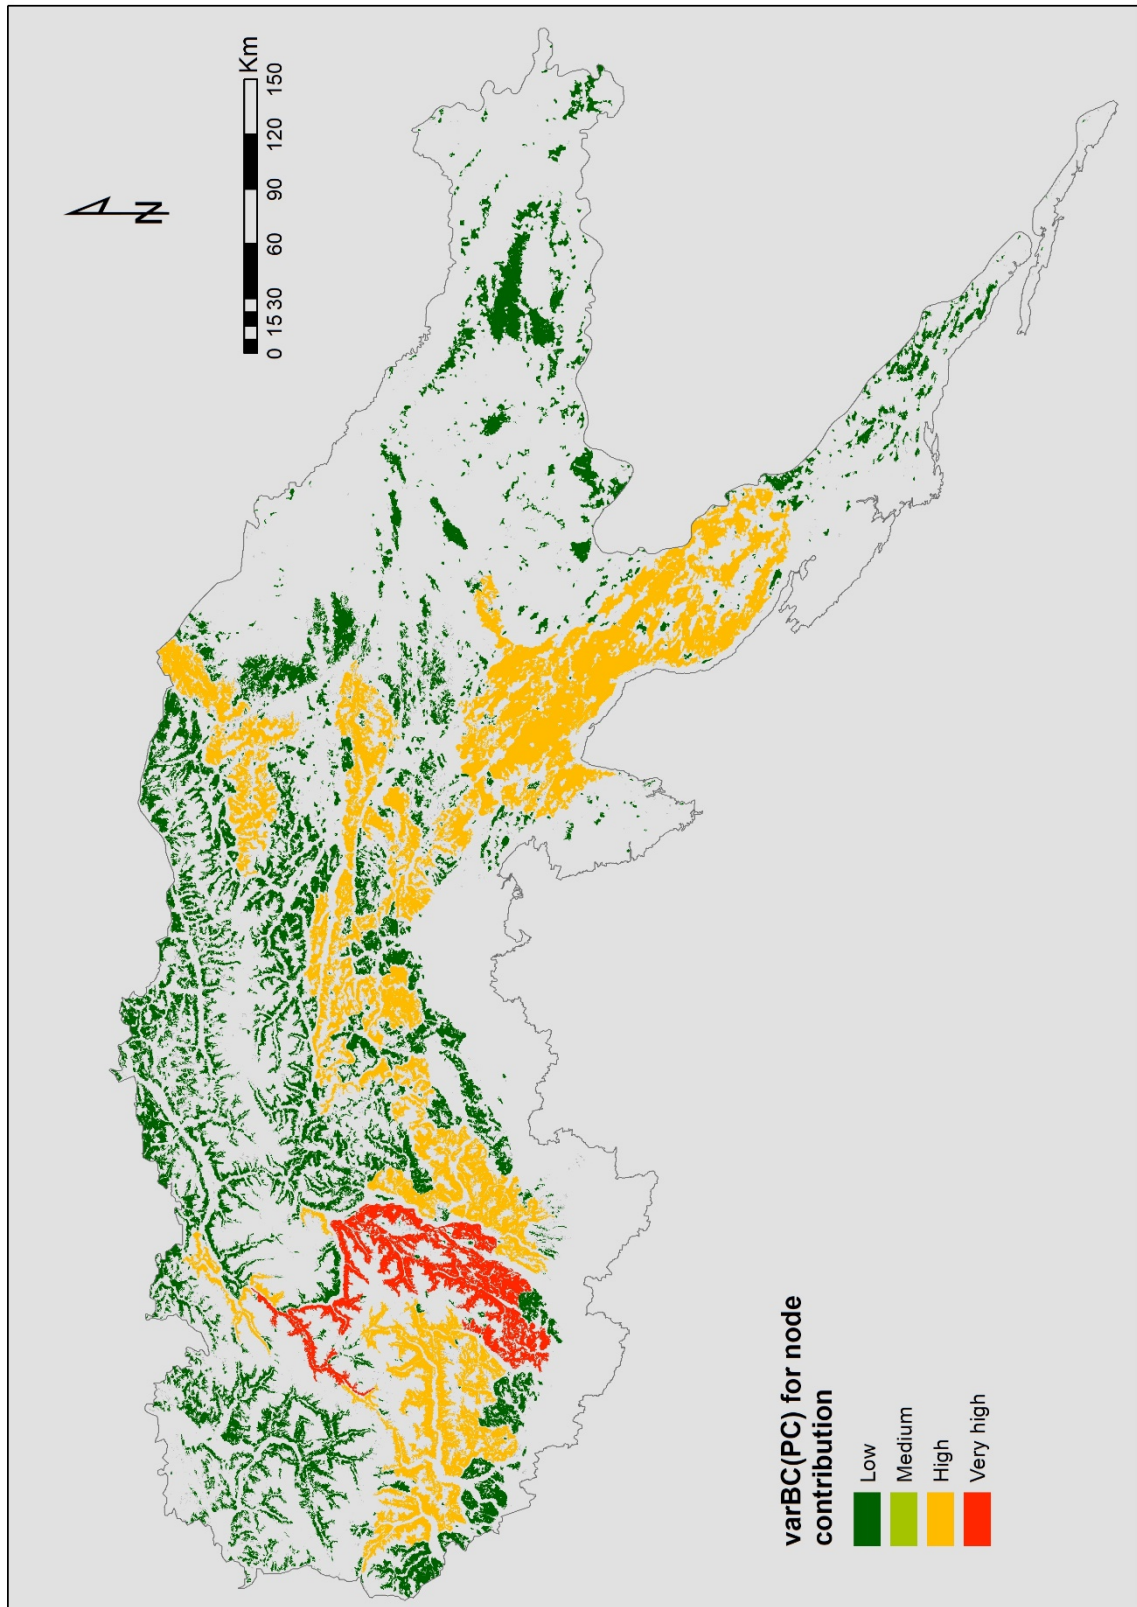 N
0 15 30 60 90 120 150
Km
varBC(PC) for node
contribution
Low
Medium
High
Very high